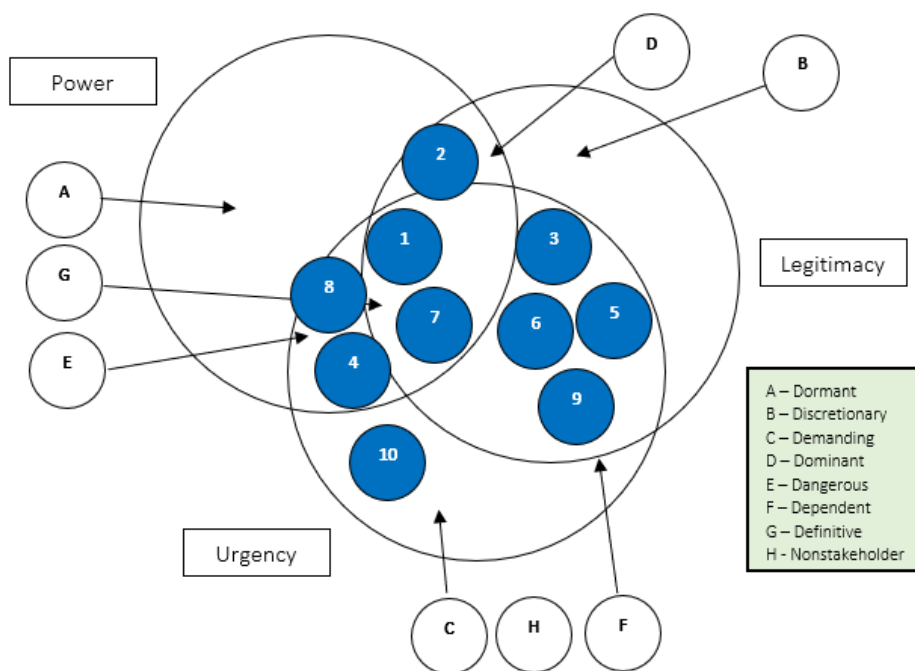 D
B
Power
2
A
1
3
G
8
Legitimacy
7
6
5
E
4
9
A – Dormant
B – Discretionary
C – Demanding
D – Dominant
E – Dangerous
F – Dependent
G – Definitive
H - Nonstakeholder
10
Urgency
C
H
F